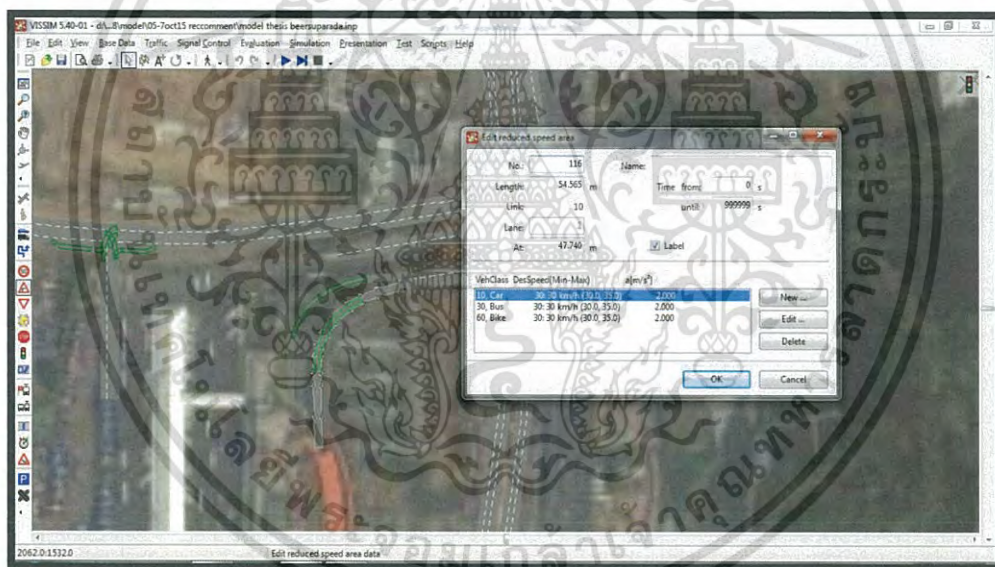 VISSIM 5.40-01 - d:\...8\model\05-7oct15 reccomment\model thesis beersuparada.inp
File Edit View Base Data Traffic Signal Control Evaluation Simulation Presentation Test Scripts Help
Edit reduced speed area
No.: 116 Name:
Length: 54.565 m Time from: 0 s
Link: 10 until: 999999 s
Lane: 1
At: 47.740 m Label
VehClass DesSpeed(Min-Max) a[m/s²]
10, Car 30: 30 km/h (30.0, 35.0) 2.000
30, Bus 30: 30 km/h (30.0, 35.0) 2.000
60, Bike 30: 30 km/h (30.0, 35.0) 2.000
New ...
Edit ...
Delete
OK Cancel
2062.0:1532.0 Edit reduced speed area data